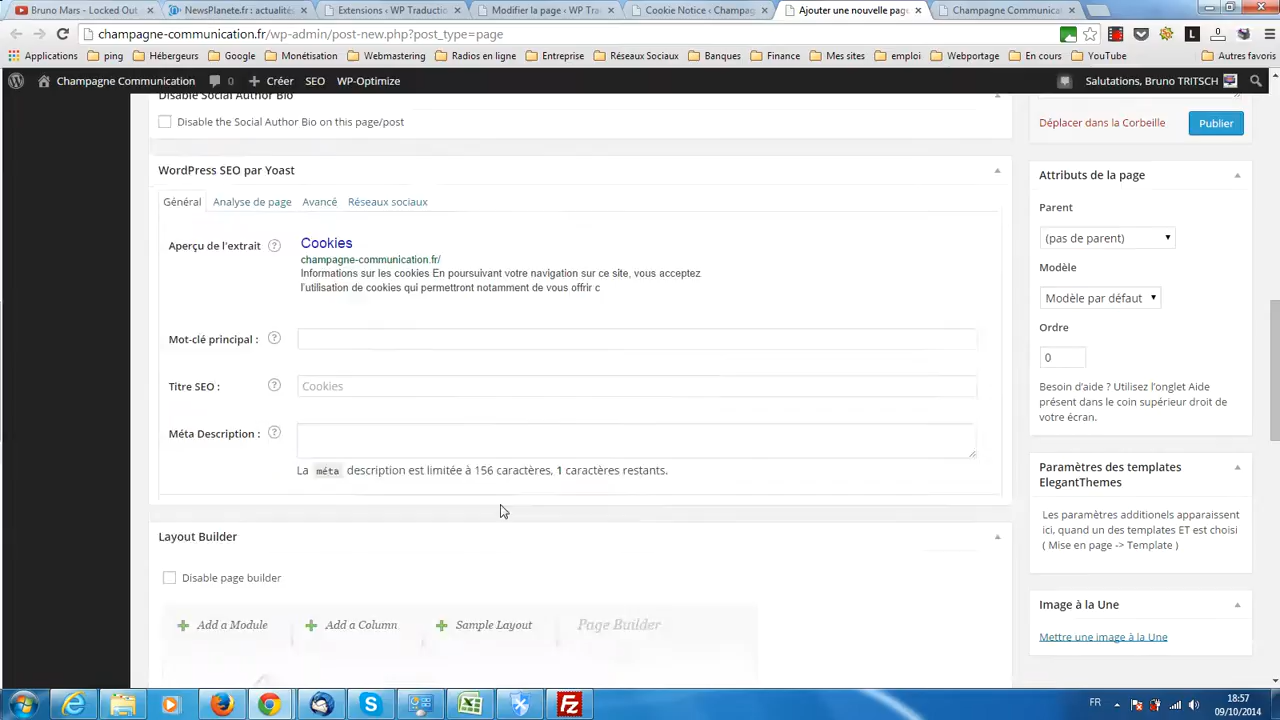 Bruno Mars - Locked Out
NewsPlanete.fr : actualités
Extensions ‹ WP Traduction
Modifier la page ‹ WP Tra
Cookie Notice ‹ Champag
Ajouter une nouvelle page
Champagne Communicati
champagne-communication.fr/wp-admin/post-new.php?post_type=page
Applications
ping
Hébergeurs
Google
Monétisation
Webmastering
Radios en ligne
Entreprise
Réseaux Sociaux
Banques
Finance
Mes sites
emploi
Webportage
En cours
YouTube
Autres favoris
Champagne Communication
0
Créer
SEO
WP-Optimize
Salutations, Bruno TRITSCH
Disable Social Author Bio
Disable the Social Author Bio on this page/post
WordPress SEO par Yoast
Général
Analyse de page
Avancé
Réseaux sociaux
Aperçu de l'extrait
Cookies
champagne-communication.fr/
Informations sur les cookies En poursuivant votre navigation sur ce site, vous acceptez
l'utilisation de cookies qui permettront notamment de vous offrir c
Mot-clé principal :
Titre SEO :
Cookies
Méta Description :
La méta description est limitée à 156 caractères, 1 caractères restants.
Layout Builder
Disable page builder
Add a Module
Add a Column
Sample Layout
Page Builder
Déplacer dans la Corbeille
Publier
Attributs de la page
Parent
(pas de parent)
Modèle
Modèle par défaut
Ordre
0
Besoin d'aide ? Utilisez l'onglet Aide
présent dans le coin supérieur droit de
votre écran.
Paramètres des templates
ElegantThemes
Les paramètres additionels apparaissent
ici, quand un des templates ET est choisi
( Mise en page -> Template )
Image à la Une
Mettre une image à la Une
FR
18:57
09/10/2014